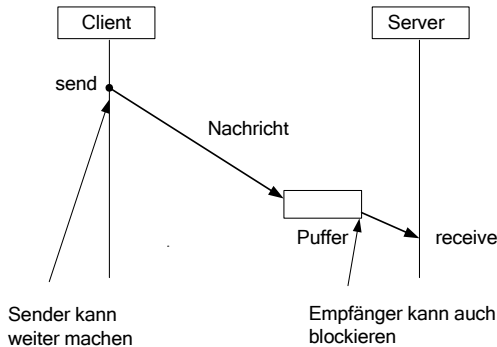 Client
Server
send
Nachricht
Puffer
receive
Sender kann
weiter machen
Empfänger kann auch
blockieren